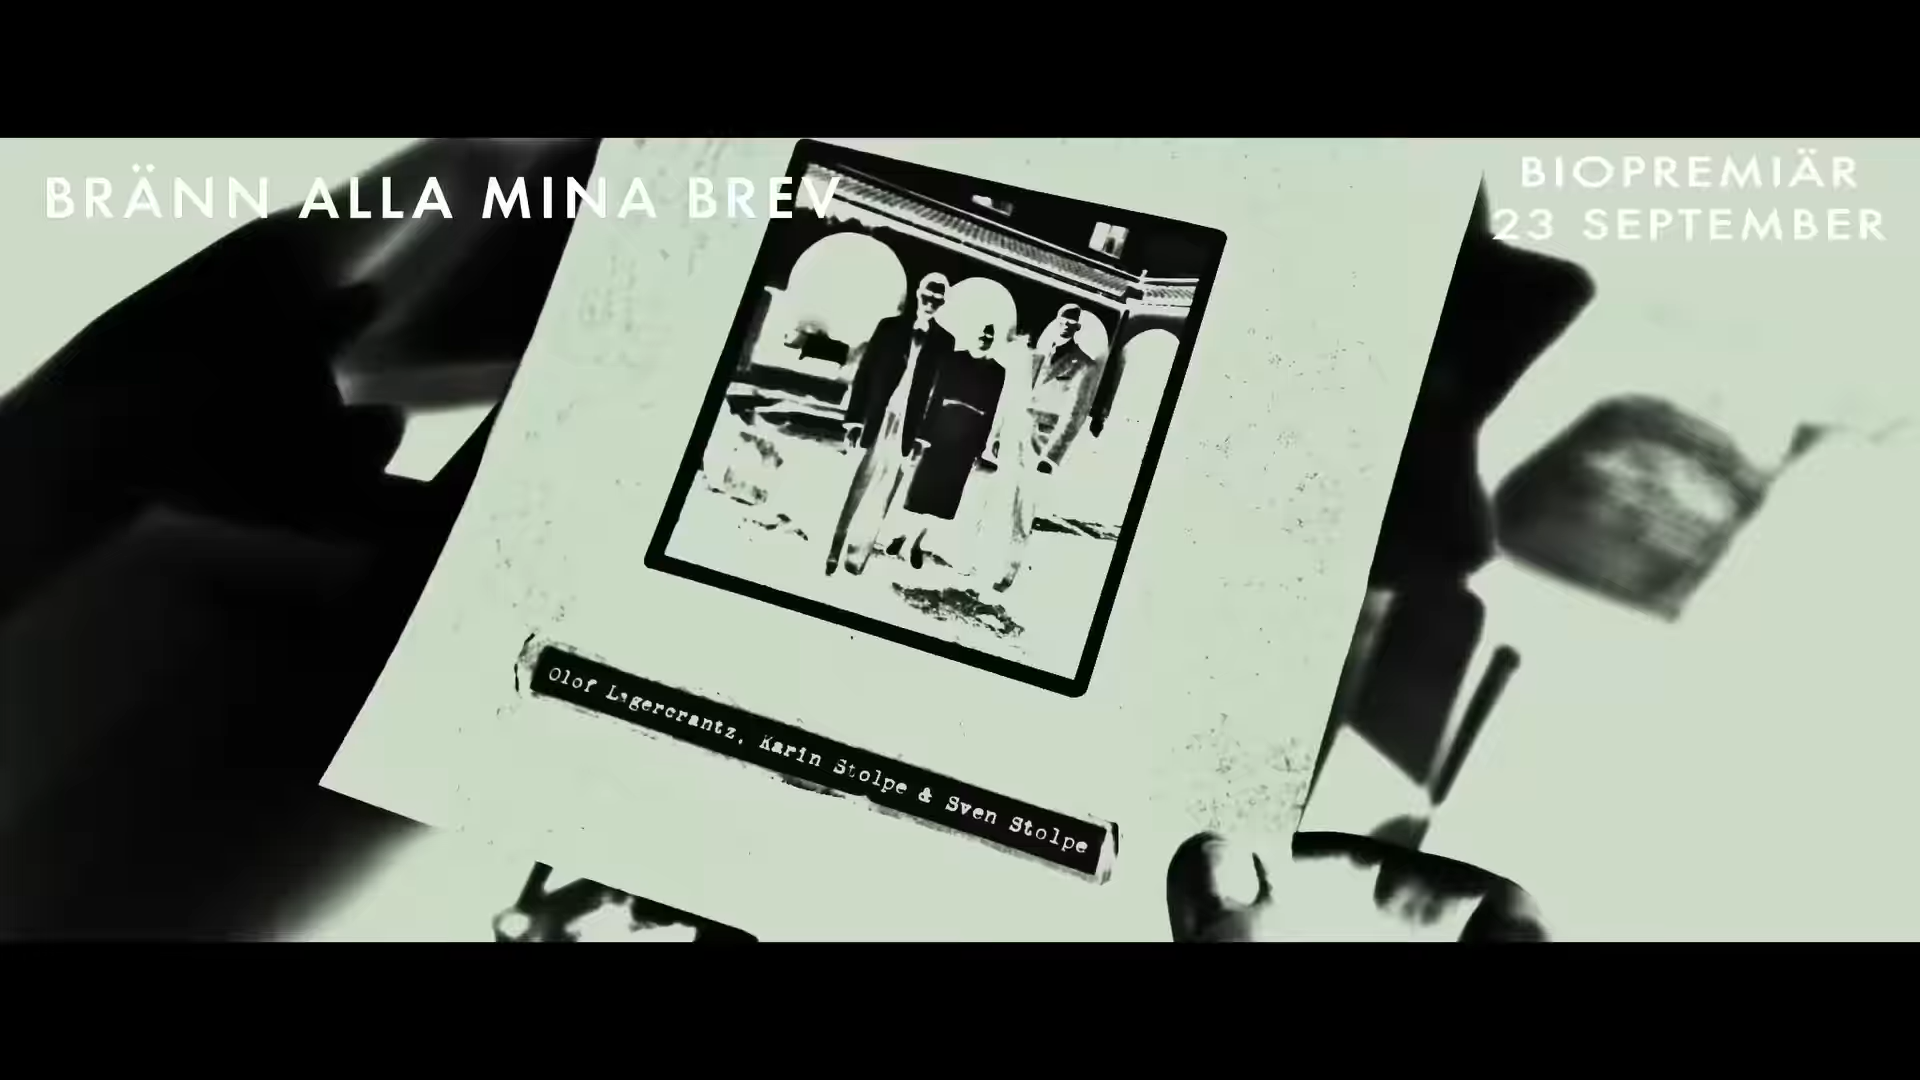 BRÄNN ALLA MINA BREV
BIOPREMIÄR
23 SEPTEMBER
Olof Lagercrantz, Karin Stolpe & Sven Stolpe